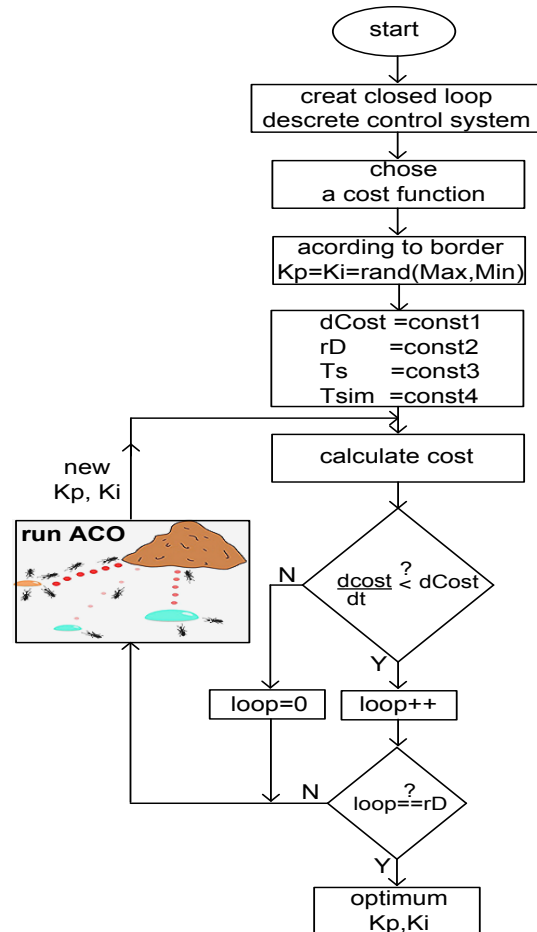 start
creat closed loop
descrete control system
chose
a cost function
acording to border
Kp=Ki=rand(Max,Min)
dCost =const1
rD =const2
Ts =const3
Tsim =const4
new
Kp, Ki
calculate cost
run ACO
N
?
dcost < dCost
dt
Y
loop=0
loop++
N
?
loop==rD
Y
optimum
Kp,Ki